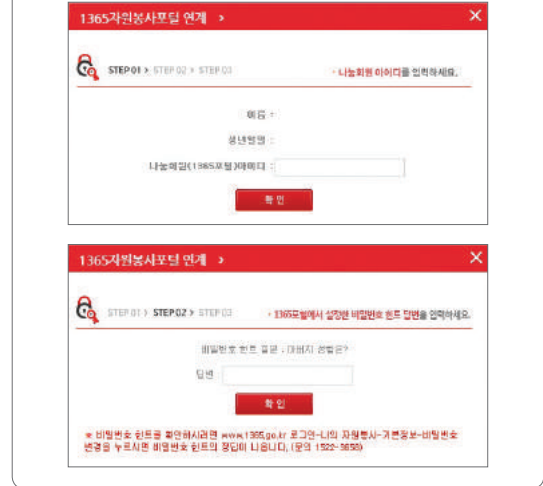 1365자원봉사포털 연계 >
STEP 01 > STEP 02 > STEP 03
· 나눔회원 아이디를 입력하세요.
이름 :
생년월일 :
나눔회원(1365포털)아이디 :
확인
1365자원봉사포털 연계 >
STEP 01 > STEP 02 > STEP 03
· 1365포털에서 설정한 비밀번호 힌트 답변을 입력하세요.
비밀번호 힌트 질문 : 아버지 성함은?
답변
확인
* 비밀번호 힌트를 확인하시려면 www.1365.go.kr 로그인-나의 자원봉사-기본정보-비밀번호
변경을 누르시면 비밀번호 힌트의 정답이 나옵니다. (문의 1522-3658)